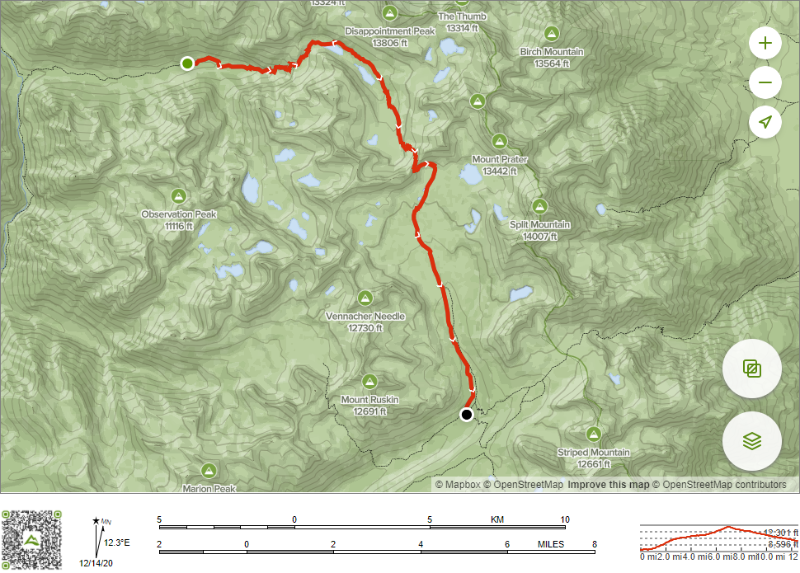 13324 ft
The Thumb
13314 ft
Disappointment Peak
13806 ft
Birch Mountain
13564 ft
Mount Prater
13442 ft
Observation Peak
11116 ft
Split Mountain
14007 ft
Vennacher Needle
12730 ft
Mount Ruskin
12691 ft
Striped Mountain
12661 ft
Marion Peak
© Mapbox © OpenStreetMap Improve this map © OpenStreetMap contributors
MN
12.3°E
12/14/20
5 0 5 KM 10
2 0 2 4 6 MILES 8
12,301 ft
8,596 ft
0 mi 2.0 mi 4.0 mi 6.0 mi 8.0 mi 10.0 mi 12